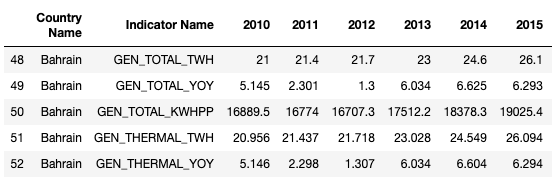 Country Name Indicator Name 2010 2011 2012 2013 2014 2015
48 Bahrain GEN_TOTAL_TWH 21 21.4 21.7 23 24.6 26.1
49 Bahrain GEN_TOTAL_YOY 5.145 2.301 1.3 6.034 6.625 6.293
50 Bahrain GEN_TOTAL_KWHPP 16889.5 16774 16707.3 17512.2 18378.3 19025.4
51 Bahrain GEN_THERMAL_TWH 20.956 21.437 21.718 23.028 24.549 26.094
52 Bahrain GEN_THERMAL_YOY 5.146 2.298 1.307 6.034 6.604 6.294